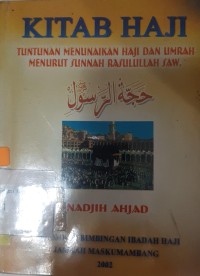 KITAB HAJI
TUNTUNAN MENUNAIKAN HAJI DAN UMRAH
MENURUT SUNNAH RASULULLAH SAW.
حجة الرسول
NADJIH AHJAD
BIMBINGAN IBADAH HAJI
MASKUMAMBANG
2002